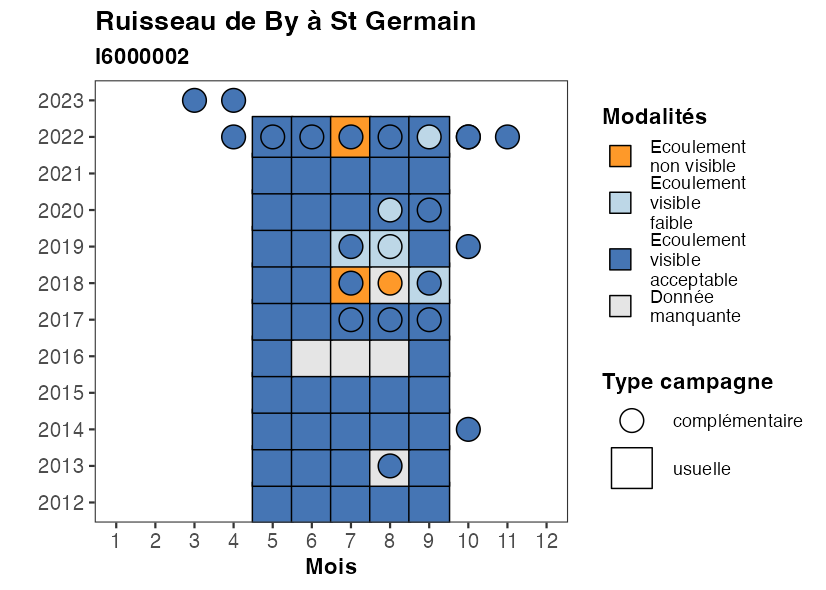 Ruisseau de By à St Germain
I6000002
2023
2022
2021
2020
2019
2018
2017
2016
2015
2014
2013
2012
1 2 3 4 5 6 7 8 9 10 11 12
Mois
Modalités
Ecoulement
non visible
Ecoulement
visible
faible
Ecoulement
visible
acceptable
Donnée
manquante
Type campagne
complémentaire
usuelle